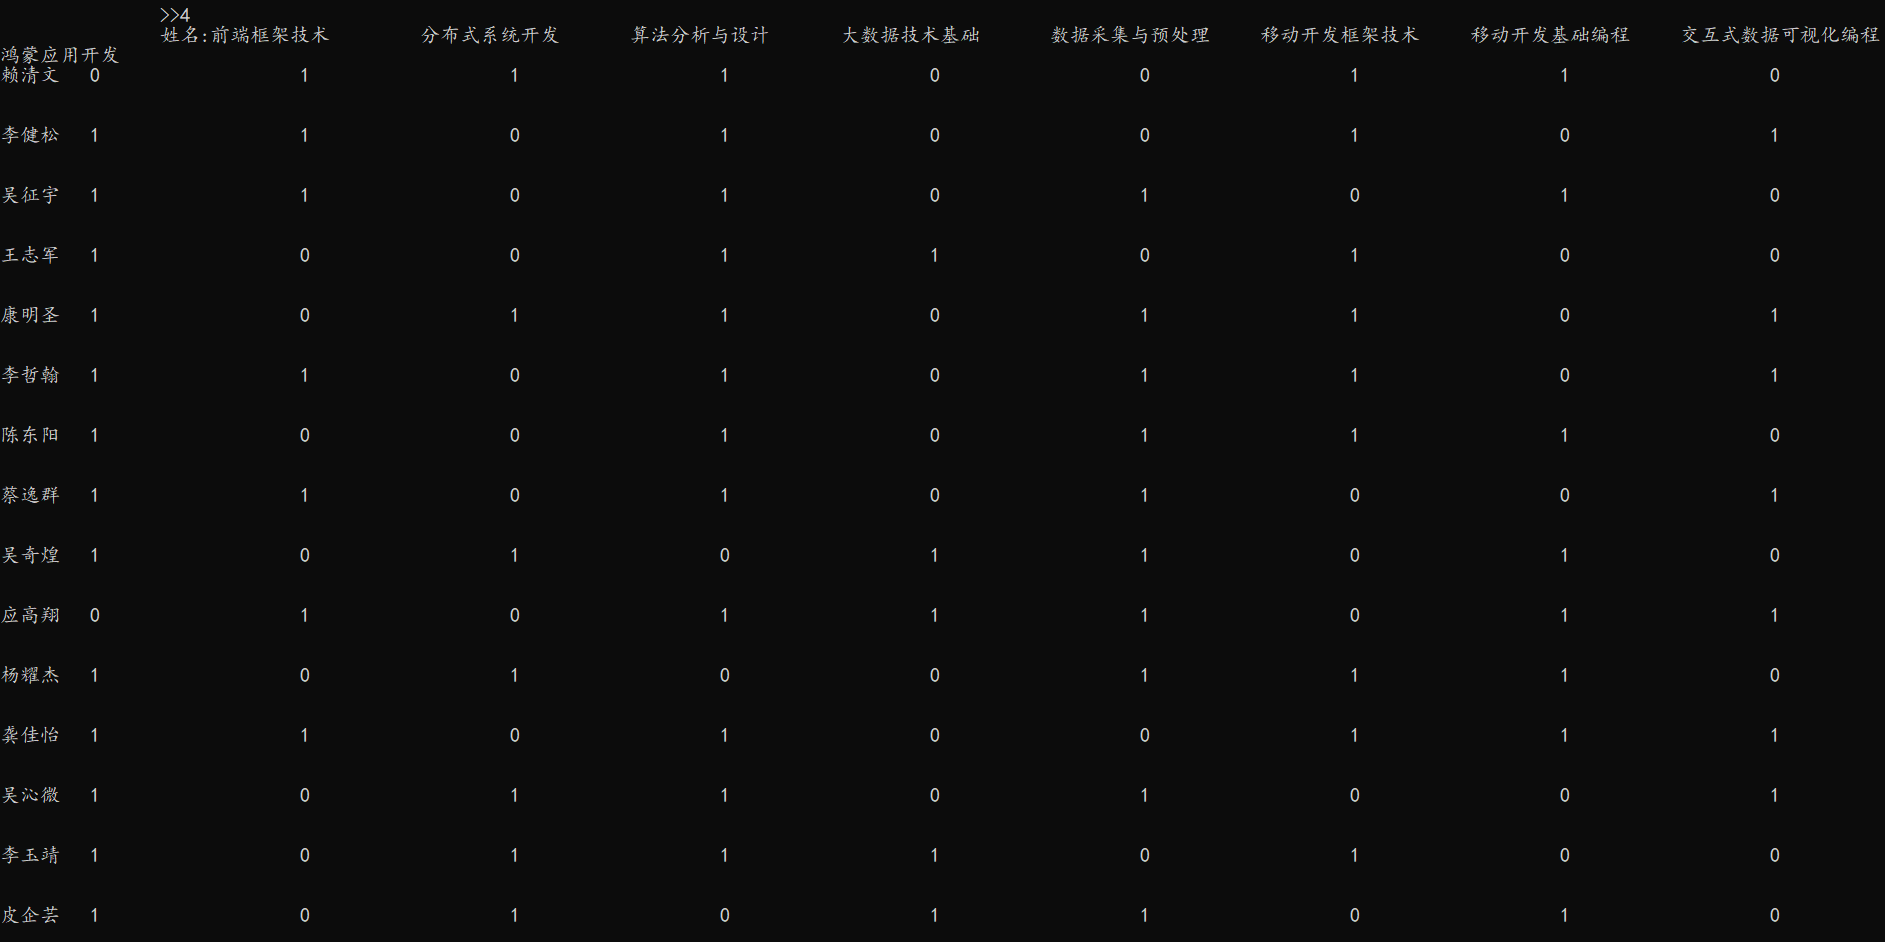 >>4
姓名:前端框架技术 分布式系统开发 算法分析与设计 大数据技术基础 数据采集与预处理 移动开发框架技术 移动开发基础编程 交互式数据可视化编程
鸿蒙应用开发
赖清文 0 1 1 1 0 0 1 1 0
李健松 1 1 0 1 0 0 1 0 1
吴征宇 1 1 0 1 0 1 0 1 0
王志军 1 0 0 1 1 0 1 0 0
康明圣 1 0 1 1 0 1 1 0 1
李哲翰 1 1 0 1 0 1 1 0 1
陈东阳 1 0 0 1 0 1 1 1 0
蔡逸群 1 1 0 1 0 1 0 0 1
吴奇煌 1 0 1 0 1 1 0 1 0
应高翔 0 1 0 1 1 1 0 1 1
杨耀杰 1 0 1 0 0 1 1 1 0
龚佳怡 1 1 0 1 0 0 1 1 1
吴沁微 1 0 1 1 0 1 0 0 1
李玉靖 1 0 1 1 1 0 1 0 0
皮企芸 1 0 1 0 1 1 0 1 0